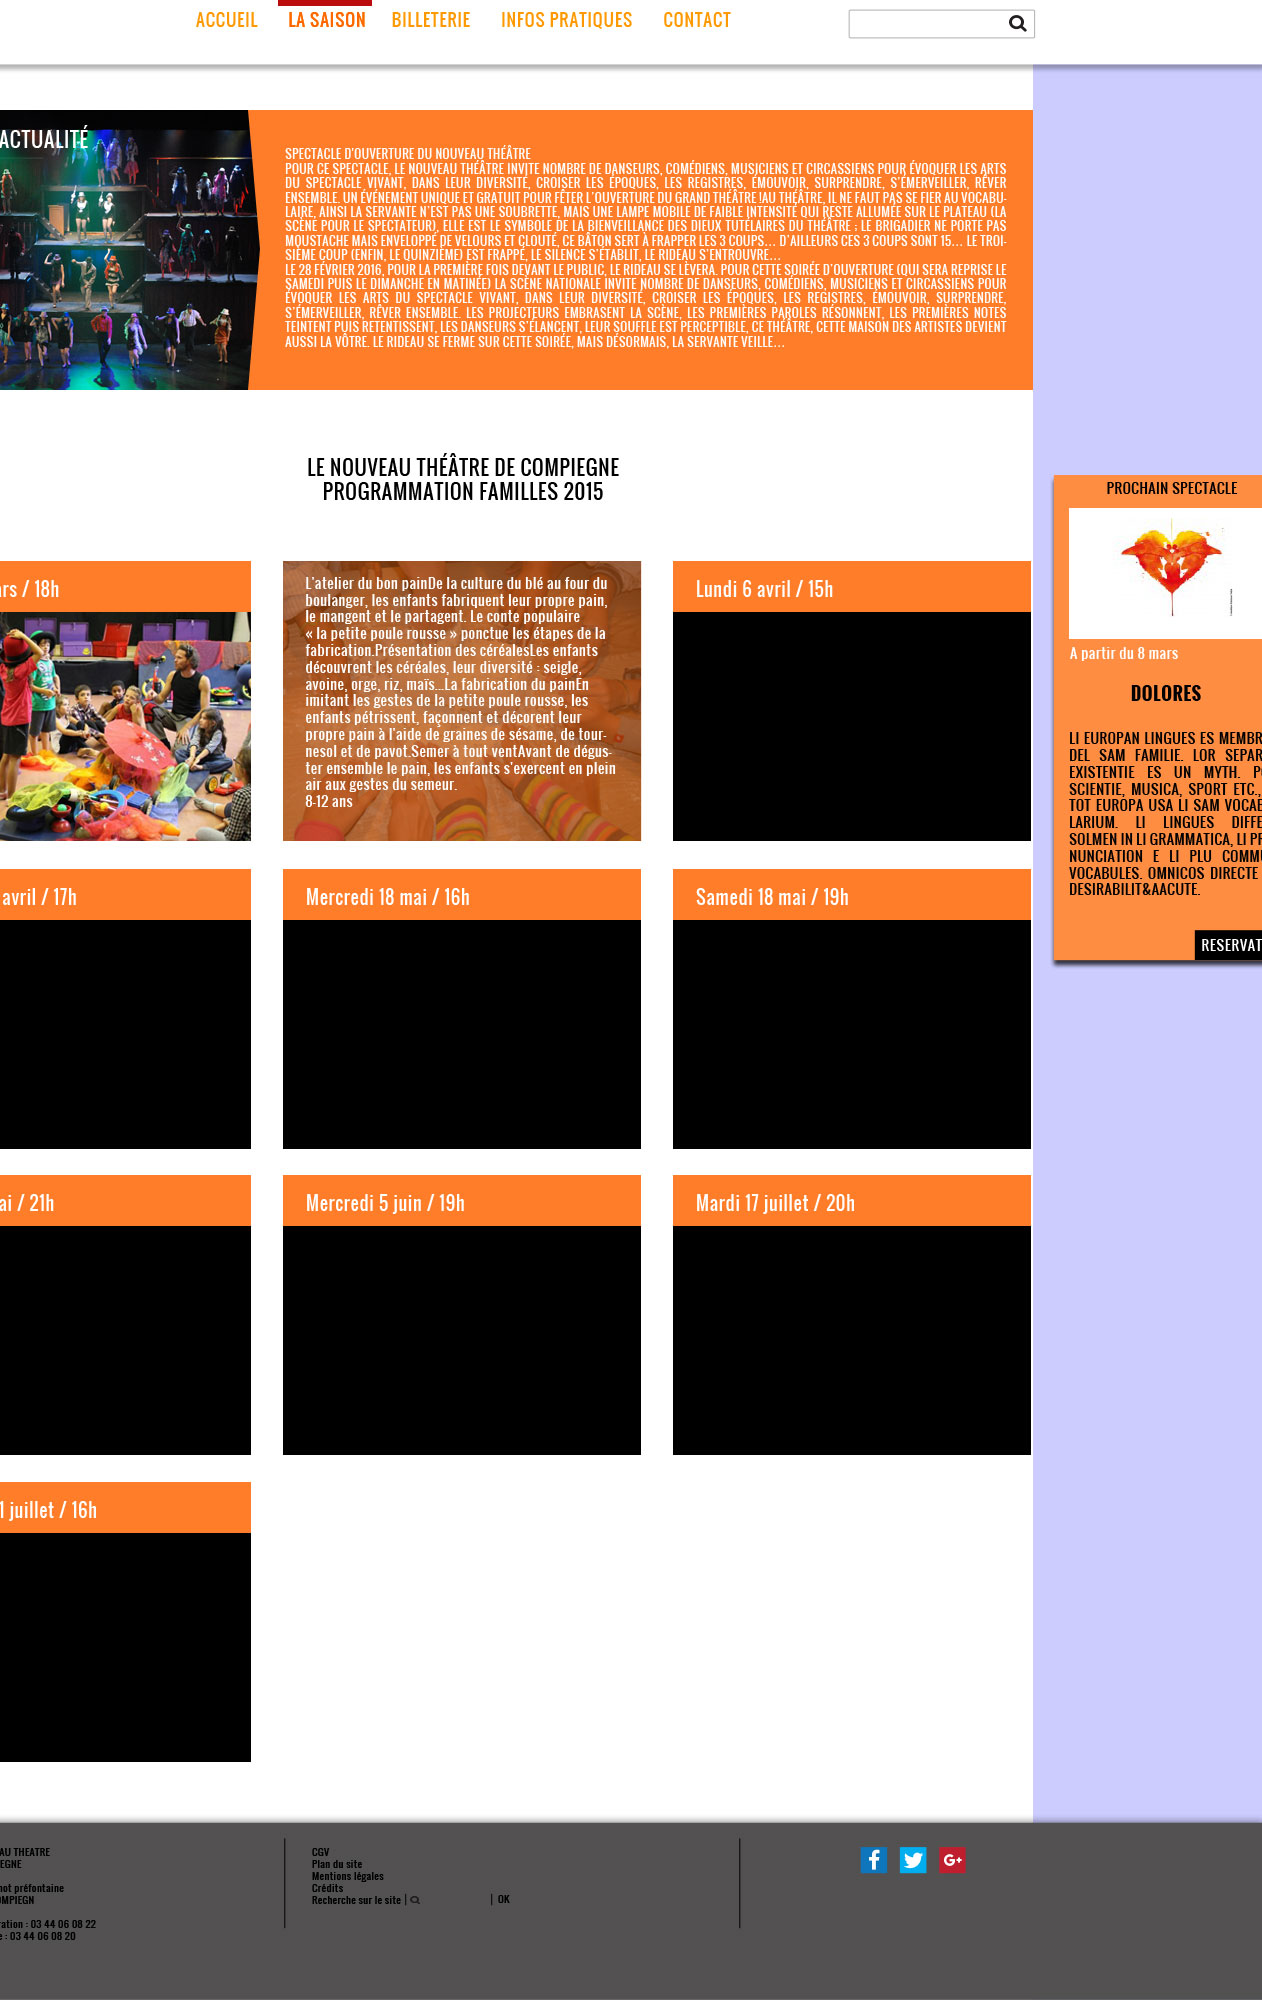 ACCUEIL LA SAISON BILLETERIE INFOS PRATIQUES CONTACT
ACTUALITÉ
SPECTACLE D'OUVERTURE DU NOUVEAU THÉÂTRE
POUR CE SPECTACLE, LE NOUVEAU THÉÂTRE INVITE NOMBRE DE DANSEURS, COMÉDIENS, MUSICIENS ET CIRCASSIENS POUR ÉVOQUER LES ARTS
DU SPECTACLE VIVANT, DANS LEUR DIVERSITÉ, CROISER LES ÉPOQUES, LES REGISTRES, ÉMOUVOIR, SURPRENDRE, S'ÉMERVEILLER, RÊVER
ENSEMBLE. UN ÉVÉNEMENT UNIQUE ET GRATUIT POUR FÊTER L'OUVERTURE DU GRAND THÉÂTRE !AU THÉÂTRE, IL NE FAUT PAS SE FIER AU VOCABU-
LAIRE, AINSI LA SERVANTE N'EST PAS UNE SOUBRETTE, MAIS UNE LAMPE MOBILE DE FAIBLE INTENSITÉ QUI RESTE ALLUMÉE SUR LE PLATEAU (LA
SCÈNE POUR LE SPECTATEUR), ELLE EST LE SYMBOLE DE LA BIENVEILLANCE DES DIEUX TUTÉLAIRES DU THÉÂTRE ; LE BRIGADIER NE PORTE PAS
MOUSTACHE MAIS ENVELOPPÉ DE VELOURS ET CLOUTÉ, CE BÂTON SERT À FRAPPER LES 3 COUPS... D'AILLEURS CES 3 COUPS SONT 15... LE TROI-
SIÈME COUP (ENFIN, LE QUINZIÈME) EST FRAPPÉ, LE SILENCE S'ÉTABLIT, LE RIDEAU S'ENTROUVRE...
LE 28 FÉVRIER 2016, POUR LA PREMIÈRE FOIS DEVANT LE PUBLIC, LE RIDEAU SE LÈVERA. POUR CETTE SOIRÉE D'OUVERTURE (QUI SERA REPRISE LE
SAMEDI PUIS LE DIMANCHE EN MATINÉE) LA SCÈNE NATIONALE INVITE NOMBRE DE DANSEURS, COMÉDIENS, MUSICIENS ET CIRCASSIENS POUR
ÉVOQUER LES ARTS DU SPECTACLE VIVANT, DANS LEUR DIVERSITÉ, CROISER LES ÉPOQUES, LES REGISTRES, ÉMOUVOIR, SURPRENDRE,
S'ÉMERVEILLER, RÊVER ENSEMBLE. LES PROJECTEURS EMBRASENT LA SCÈNE, LES PREMIÈRES PAROLES RÉSONNENT, LES PREMIÈRES NOTES
TEINTENT PUIS RETENTISSENT, LES DANSEURS S'ÉLANCENT, LEUR SOUFFLE EST PERCEPTIBLE, CE THÉÂTRE, CETTE MAISON DES ARTISTES DEVIENT
AUSSI LA VÔTRE. LE RIDEAU SE FERME SUR CETTE SOIRÉE, MAIS DÉSORMAIS, LA SERVANTE VEILLE...
LE NOUVEAU THÉÂTRE DE COMPIEGNE
PROGRAMMATION FAMILLES 2015
ars / 18h
L'atelier du bon painDe la culture du blé au four du
boulanger, les enfants fabriquent leur propre pain,
le mangent et le partagent. Le conte populaire
« la petite poule rousse » ponctue les étapes de la
fabrication.Présentation des céréalesLes enfants
découvrent les céréales, leur diversité : seigle,
avoine, orge, riz, maïs...La fabrication du painEn
imitant les gestes de la petite poule rousse, les
enfants pétrissent, façonnent et décorent leur
propre pain à l'aide de graines de sésame, de tour-
nesol et de pavot.Semer à tout ventAvant de dégus-
ter ensemble le pain, les enfants s'exercent en plein
air aux gestes du semeur.
8-12 ans
Lundi 6 avril / 15h
avril / 17h
Mercredi 18 mai / 16h
Samedi 18 mai / 19h
ai / 21h
Mercredi 5 juin / 19h
Mardi 17 juillet / 20h
1 juillet / 16h
PROCHAIN SPECTACLE
A partir du 8 mars
DOLORES
LI EUROPAN LINGUES ES MEMBR
DEL SAM FAMILIE. LOR SEPAR
EXISTENTIE ES UN MYTH. P
SCIENTIE, MUSICA, SPORT ETC.,
TOT EUROPA USA LI SAM VOCAB
LARIUM. LI LINGUES DIFFE
SOLMEN IN LI GRAMMATICA, LI PR
NUNCIATION E LI PLU COMMU
VOCABULES. OMNICOS DIRECTE
DESIRABILIT&AACUTE.
RESERVAT
AU THEATRE
EGNE
not préfontaine
OMPIEGN
ration : 03 44 06 08 22
e : 03 44 06 08 20
CGV
Plan du site
Mentions légales
Crédits
Recherche sur le site | | OK